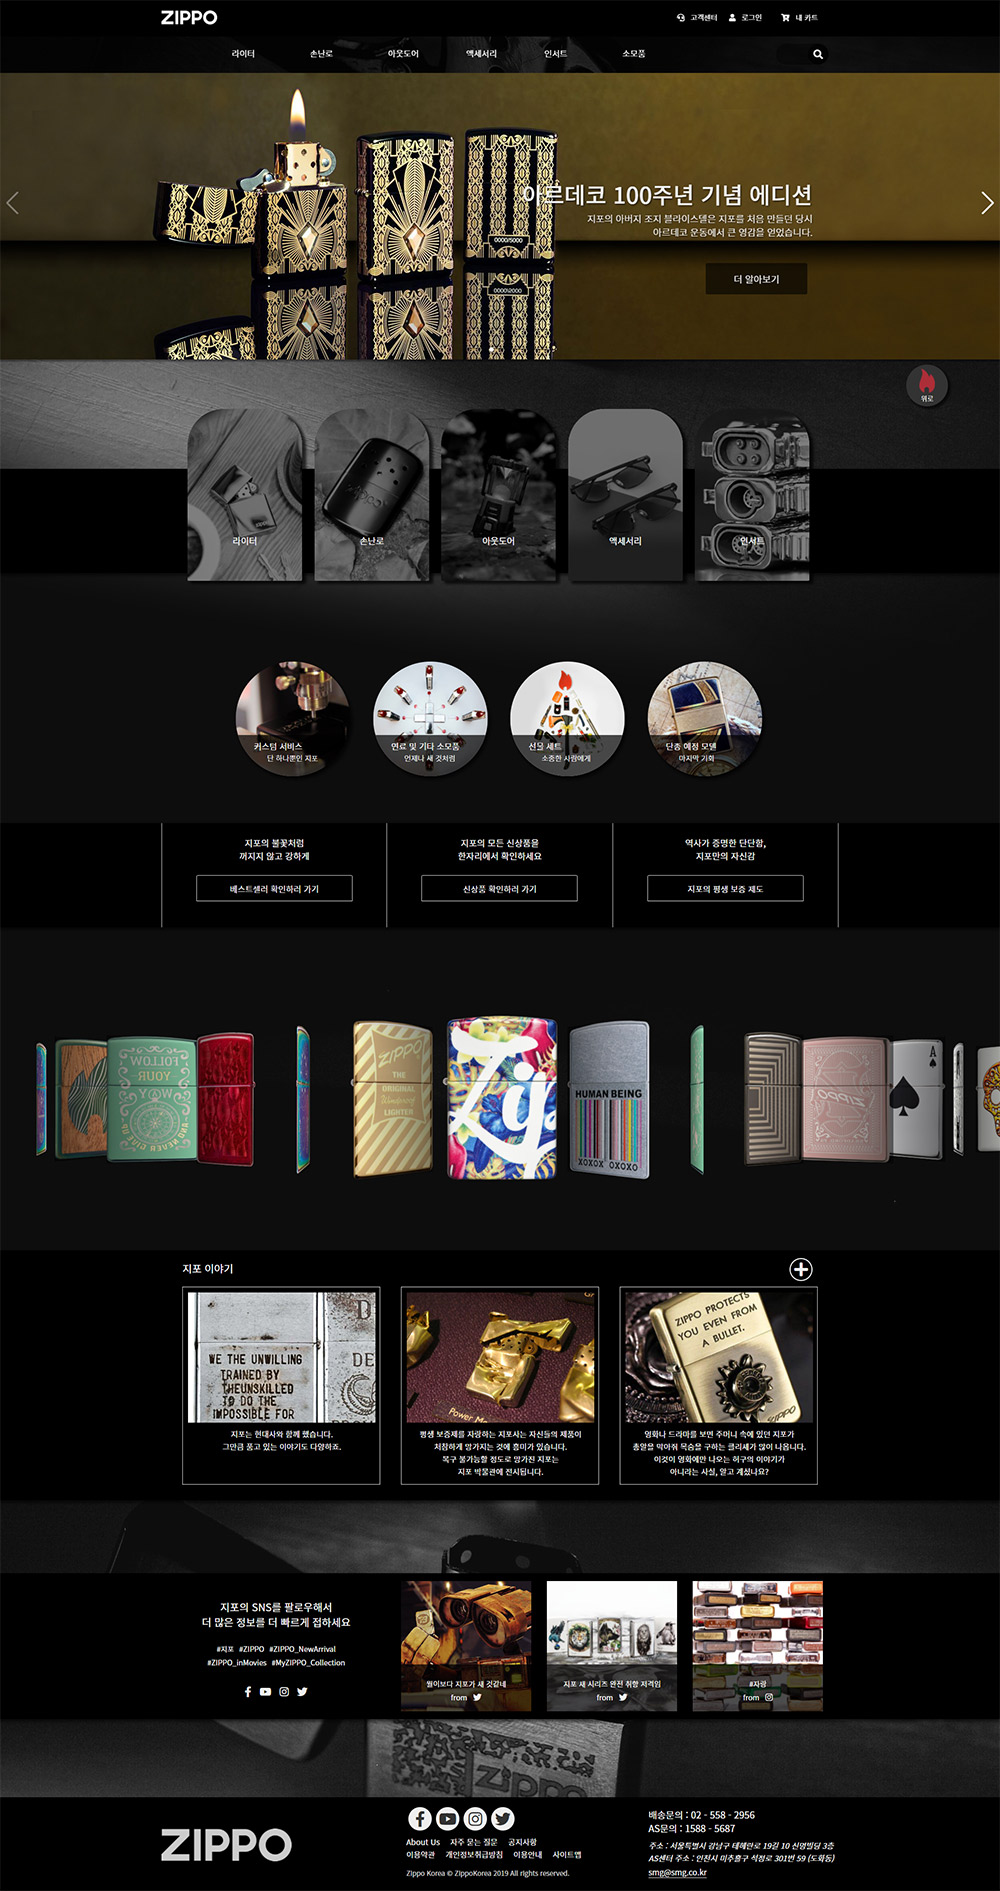 ZIPPO
고객센터 로그인 내 카트
라이터 손난로 아웃도어 액세서리 인서트 소모품
아르데코 100주년 기념 에디션
지포의 아버지 조지 블라이스델은 지포를 처음 만들던 당시
아르데코 운동에서 큰 영감을 얻었습니다.
0000/5000
더 알아보기
위로
라이터 손난로 아웃도어 액세서리 인서트
커스텀 서비스
단 하나뿐인 지포
연료 및 기타 소모품
언제나 새 것처럼
선물 세트
소중한 사람에게
단종 예정 모델
마지막 기회
지포의 불꽃처럼
꺼지지 않고 강하게
베스트셀러 확인하러 가기
지포의 모든 신상품을
한자리에서 확인하세요
신상품 확인하러 가기
역사가 증명한 단단함,
지포만의 자신감
지포의 평생 보증 제도
FOLLOW
YOUR
WAY
AND NEVER GIVE UP
ZIPPO
THE
ORIGINAL
Windproof
LIGHTER
Zip
HUMAN BEING
XOXOX OXOXO
ZIPPO
A
지포 이야기
WE THE UNWILLING
TRAINED BY
THEUNSKILLED
TO DO THE
IMPOSSIBLE FOR
D
DE
지포는 현대사와 함께 했습니다.
그만큼 품고 있는 이야기도 다양하죠.
평생 보증제를 자랑하는 지포사는 자신들의 제품이
처참하게 망가지는 것에 흥미가 있습니다.
복구 불가능할 정도로 망가진 지포는
지포 박물관에 전시됩니다.
ZIPPO PROTECTS
YOU EVEN FROM
A BULLET.
ZIPPO
영화나 드라마를 보면 주머니 속에 있던 지포가
총알을 막아줘 목숨을 구하는 클리셰가 많이 나옵니다.
이것이 영화에만 나오는 허구의 이야기가
아니라는 사실, 알고 계셨나요?
지포의 SNS를 팔로우해서
더 많은 정보를 더 빠르게 접하세요
#지포 #ZIPPO #ZIPPO_NewArrival
#ZIPPO_inMovies #MyZIPPO_Collection
월이보다 지포가 새 것같네
from
지포 새 시리즈 완전 취향 저격임
from
#자랑
from
ZIPPO
ZIPPO
About Us 자주 묻는 질문 공지사항
이용약관 개인정보취급방침 이용안내 사이트맵
Zippo Korea © ZippoKorea 2019 All rights reserved.
배송문의 : 02 - 558 - 2956
AS문의 : 1588 - 5687
주소 : 서울특별시 강남구 테헤란로 19길 10 신명빌딩 3층
AS센터 주소 : 인천시 미추홀구 석정로 301번 59 (도화동)
smg@smg.co.kr